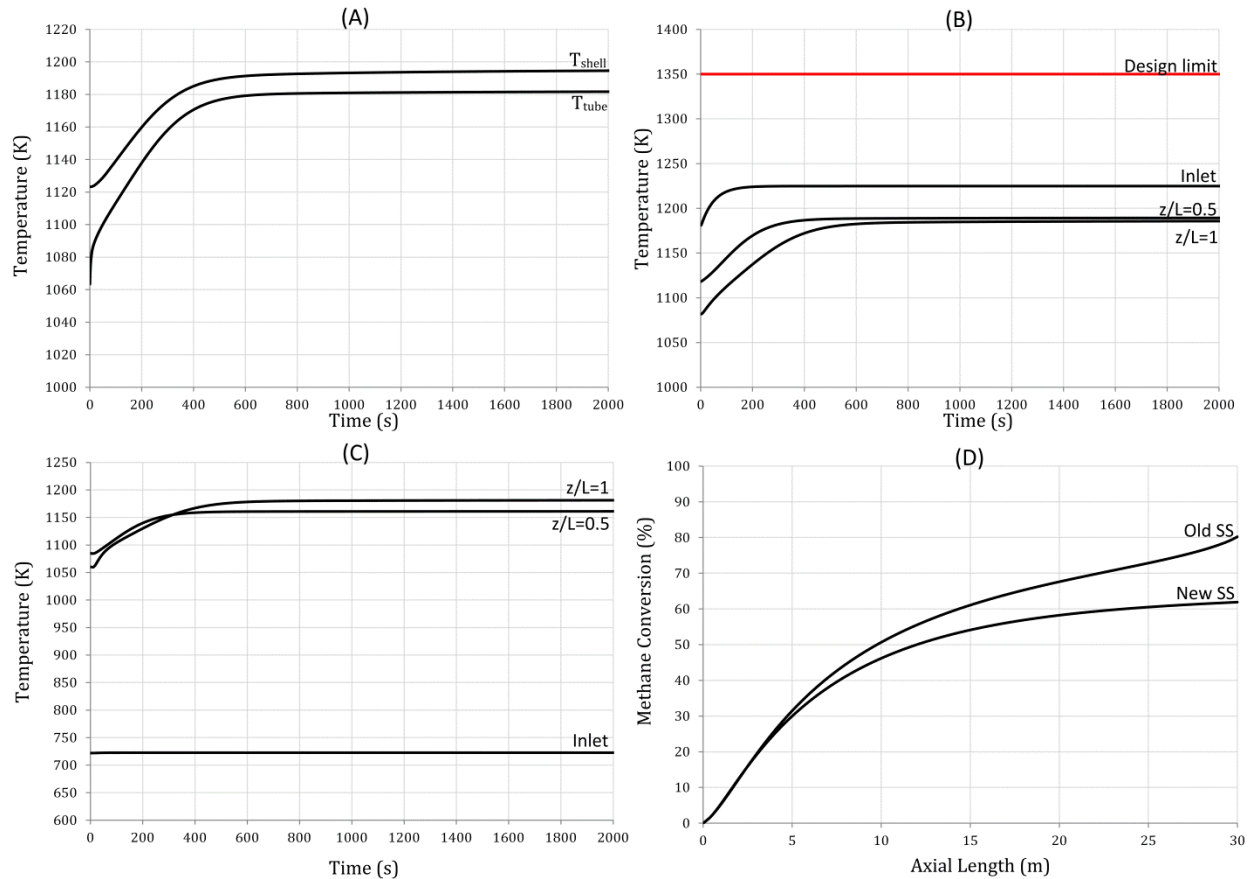 (A)
Temperature (K)
1220
1200
1180
1160
1140
1120
1100
1080
1060
1040
1020
1000
Tshell
Ttube
0 200 400 600 800 1000 1200 1400 1600 1800 2000
Time (s)
(B)
Temperature (K)
1400
1350
1300
1250
1200
1150
1100
1050
1000
Design limit
Inlet
z/L=0.5
z/L=1
0 200 400 600 800 1000 1200 1400 1600 1800 2000
Time (s)
(C)
Temperature (K)
1250
1200
1150
1100
1050
1000
950
900
850
800
750
700
650
600
z/L=1
z/L=0.5
Inlet
0 200 400 600 800 1000 1200 1400 1600 1800 2000
Time (s)
(D)
Methane Conversion (%)
100
90
80
70
60
50
40
30
20
10
0
Old SS
New SS
0 5 10 15 20 25 30
Axial Length (m)